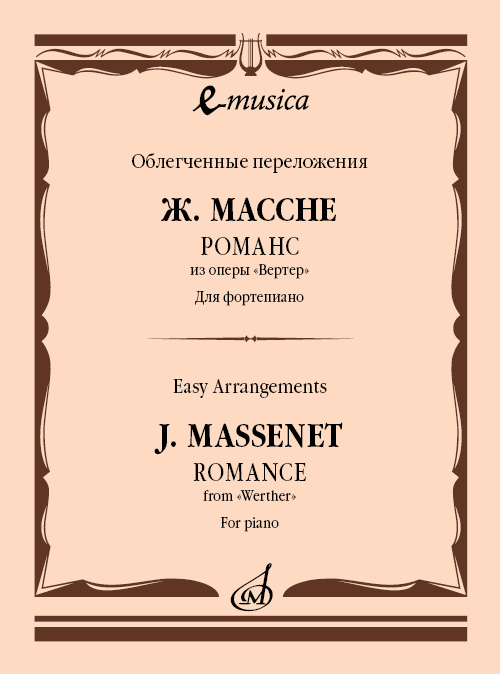 e-musica
Облегченные переложения
Ж. МАССНЕ
РОМАНС
из оперы «Вертер»
Для фортепиано
Easy Arrangements
J. MASSENET
ROMANCE
from «Werther»
For piano
М